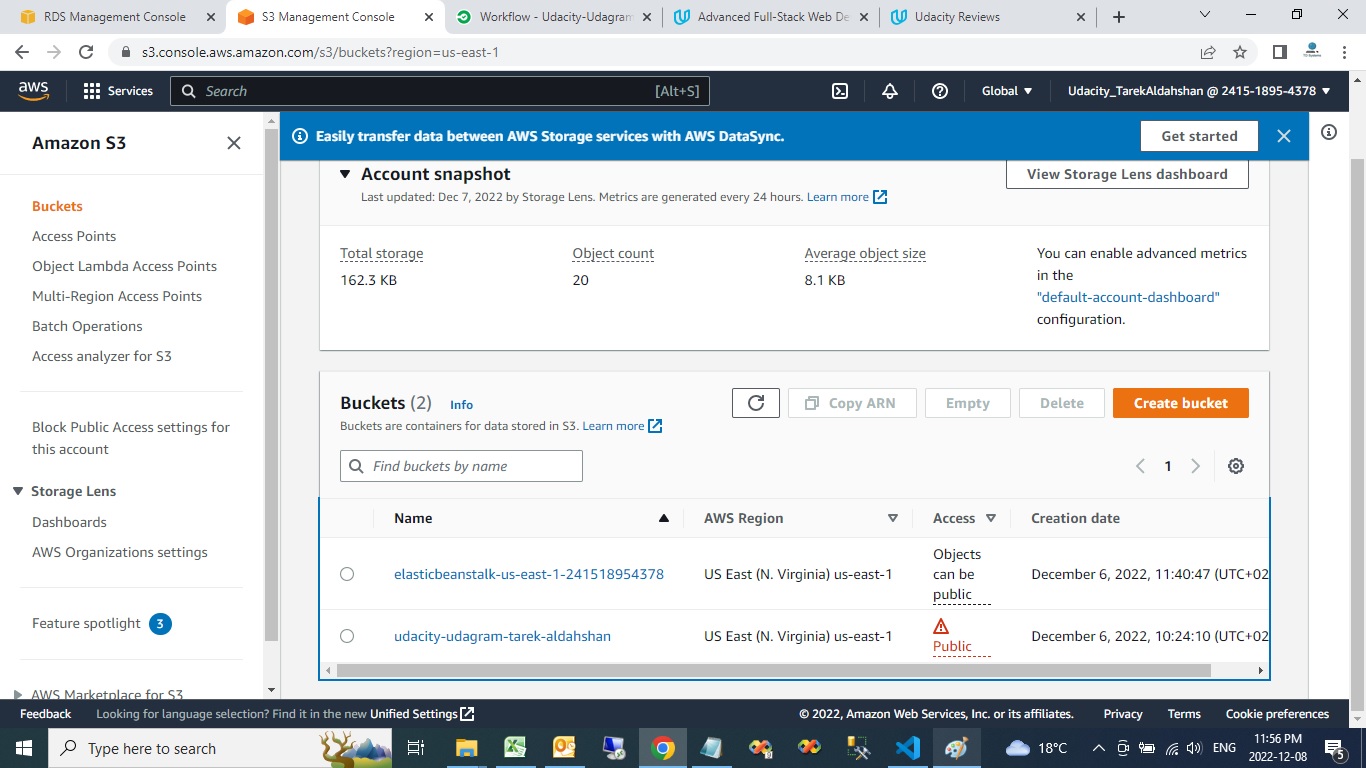 RDS Management Console
S3 Management Console
Workflow - Udacity-Udagram
Advanced Full-Stack Web De
Udacity Reviews
s3.console.aws.amazon.com/s3/buckets?region=us-east-1
aws
Services
Search
[Alt+S]
Global
Udacity_TarekAldahshan @ 2415-1895-4378
Amazon S3
Buckets
Access Points
Object Lambda Access Points
Multi-Region Access Points
Batch Operations
Access analyzer for S3
Block Public Access settings for
this account
Storage Lens
Dashboards
AWS Organizations settings
Feature spotlight 3
AWS Marketplace for S3
Easily transfer data between AWS Storage services with AWS DataSync.
Get started
Account snapshot
Last updated: Dec 7, 2022 by Storage Lens. Metrics are generated every 24 hours. Learn more
View Storage Lens dashboard
Total storage
162.3 KB
Object count
20
Average object size
8.1 KB
You can enable advanced metrics
in the
"default-account-dashboard"
configuration.
Buckets (2) Info
Buckets are containers for data stored in S3. Learn more
Copy ARN
Empty
Delete
Create bucket
Find buckets by name
1
Name
AWS Region
Access
Creation date
elasticbeanstalk-us-east-1-241518954378
US East (N. Virginia) us-east-1
Objects
can be
public
December 6, 2022, 11:40:47 (UTC+02
udacity-udagram-tarek-aldahshan
US East (N. Virginia) us-east-1
Public
December 6, 2022, 10:24:10 (UTC+02
Feedback
Looking for language selection? Find it in the new Unified Settings
© 2022, Amazon Web Services, Inc. or its affiliates.
Privacy
Terms
Cookie preferences
Type here to search
18°C
ENG
11:56 PM
2022-12-08
5